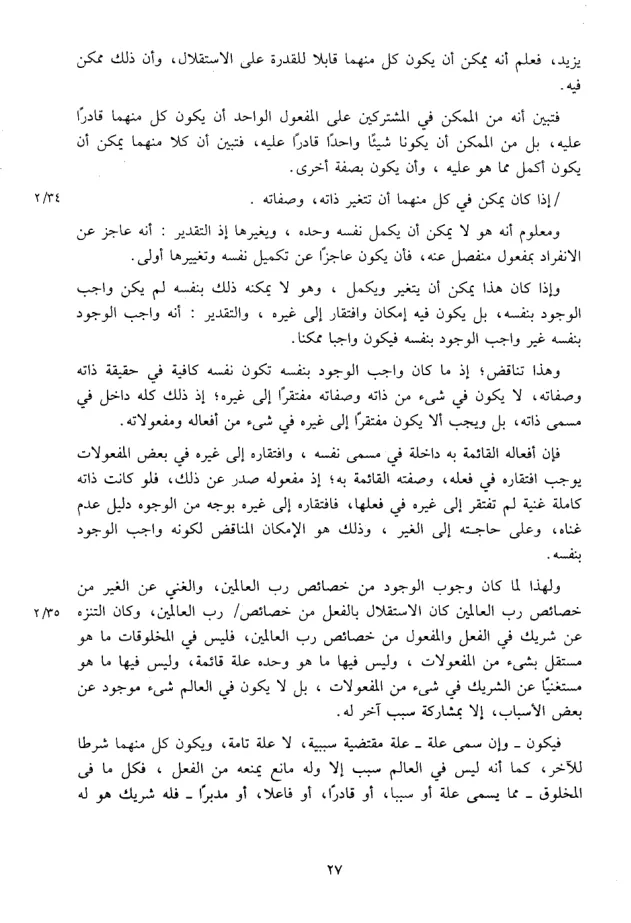 يزيد، فعلم أنه يمكن أن يكون كل منهما قابلا للقدرة على الاستقلال، وأن ذلك ممكن
فيه.
فتبين أنه من الممكن في المشتركين على المفعول الواحد أن يكون كل منهما قادرًا
عليه، بل من الممكن أن يكونا شيئًا واحدًا قادرًا عليه، فتبين أن كلا منهما يمكن أن
يكون أكمل مما هو عليه ، وأن يكون بصفة أخرى.
/ إذا كان يمكن في كل منهما أن تتغير ذاته، وصفاته . ٢/٣٤
ومعلوم أنه هو لا يمكن أن يكمل نفسه وحده ، ويغيرها إذ التقدير : أنه عاجز عن
الانفراد بمفعول منفصل عنه، فأن يكون عاجزًا عن تكميل نفسه وتغييرها أولى.
وإذا كان هذا يمكن أن يتغير ويكمل ، وهو لا يمكنه ذلك بنفسه لم يكن واجب
الوجود بنفسه، بل يكون فيه إمكان وافتقار إلى غيره ، والتقدير : أنه واجب الوجود
بنفسه غير واجب الوجود بنفسه فيكون واجبا ممكنا.
وهذا تناقض؛ إذ ما كان واجب الوجود بنفسه تكون نفسه كافية في حقيقة ذاته
وصفاته، لا يكون في شىء من ذاته وصفاته مفتقرًا إلى غيره؛ إذ ذلك كله داخل في
مسمى ذاته، بل ويجب ألا يكون مفتقرًا إلى غيره في شىء من أفعاله ومفعولاته.
فإن أفعاله القائمة به داخلة في مسمى نفسه ، وافتقاره إلى غيره في بعض المفعولات
يوجب افتقاره في فعله، وصفته القائمة به؛ إذ مفعوله صدر عن ذلك، فلو كانت ذاته
كاملة غنية لم تفتقر إلى غيره في فعلها، فافتقاره إلى غيره بوجه من الوجوه دليل عدم
غناه، وعلى حاجته إلى الغير ، وذلك هو الإمكان المناقض لكونه واجب الوجود
بنفسه.
ولهذا لما كان وجوب الوجود من خصائص رب العالمين، والغني عن الغير من
خصائص رب العالمين كان الاستقلال بالفعل من خصائص/ رب العالمين، وكان التنزه ٢/٣٥
عن شريك في الفعل والمفعول من خصائص رب العالمين، فليس في المخلوقات ما هو
مستقل بشىء من المفعولات ، وليس فيها ما هو وحده علة قائمة، وليس فيها ما هو
مستغنيًا عن الشريك في شىء من المفعولات ، بل لا يكون في العالم شىء موجود عن
بعض الأسباب، إلا بمشاركة سبب آخر له.
فيكون ـ وإن سمى علة ـ علة مقتضية سببية، لا علة تامة، ويكون كل منهما شرطا
للآخر، كما أنه ليس في العالم سبب إلا وله مانع يمنعه من الفعل ، فكل ما فى
المخلوق ـ مما يسمى علة أو سببا، أو قادرًا، أو فاعلا، أو مدبرًا ـ فله شريك هو له
٢٧